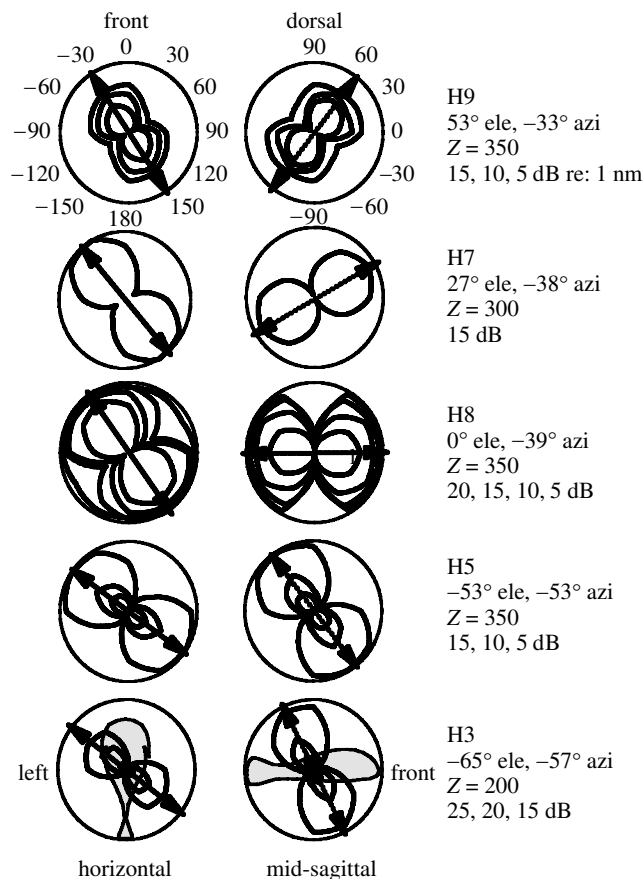 front dorsal
−30 0 30 90 60
−60 60 30
−90 90 0
−120 120 −30
−150 180 150 −90 −60
H9
53° ele, −33° azi
Z = 350
15, 10, 5 dB re: 1 nm
H7
27° ele, −38° azi
Z = 300
15 dB
H8
0° ele, −39° azi
Z = 350
20, 15, 10, 5 dB
H5
−53° ele, −53° azi
Z = 350
15, 10, 5 dB
left front
H3
−65° ele, −57° azi
Z = 200
25, 20, 15 dB
horizontal mid-sagittal